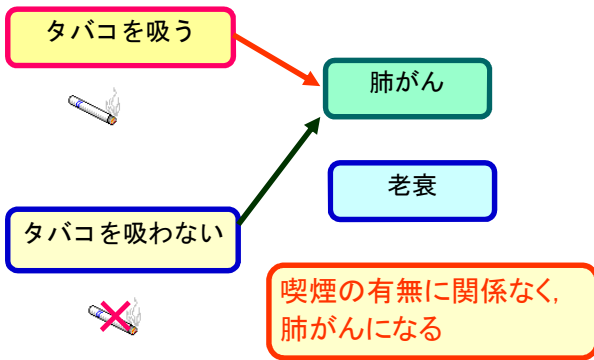 タバコを吸う
肺がん
老衰
タバコを吸わない
喫煙の有無に関係なく,
肺がんになる